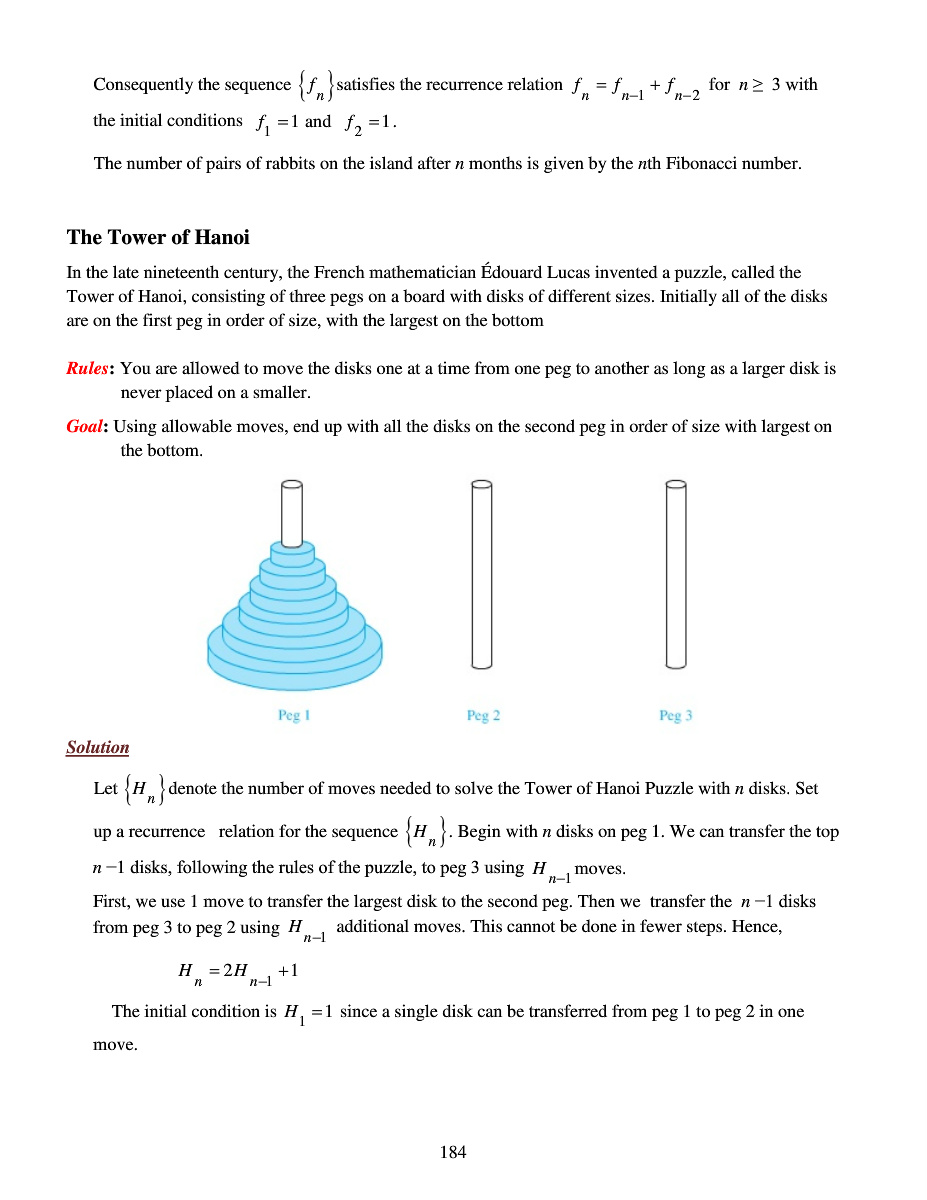 Consequently the sequence {f_n} satisfies the recurrence relation f_n = f_{n−1} + f_{n−2} for n ≥ 3 with
the initial conditions f_1 = 1 and f_2 = 1.
The number of pairs of rabbits on the island after n months is given by the nth Fibonacci number.
The Tower of Hanoi
In the late nineteenth century, the French mathematician Édouard Lucas invented a puzzle, called the
Tower of Hanoi, consisting of three pegs on a board with disks of different sizes. Initially all of the disks
are on the first peg in order of size, with the largest on the bottom
Rules: You are allowed to move the disks one at a time from one peg to another as long as a larger disk is
never placed on a smaller.
Goal: Using allowable moves, end up with all the disks on the second peg in order of size with largest on
the bottom.
Peg 1 Peg 2 Peg 3
Solution
Let {H_n} denote the number of moves needed to solve the Tower of Hanoi Puzzle with n disks. Set
up a recurrence relation for the sequence {H_n}. Begin with n disks on peg 1. We can transfer the top
n −1 disks, following the rules of the puzzle, to peg 3 using H_{n−1} moves.
First, we use 1 move to transfer the largest disk to the second peg. Then we transfer the n −1 disks
from peg 3 to peg 2 using H_{n−1} additional moves. This cannot be done in fewer steps. Hence,
H_n = 2H_{n−1} + 1
The initial condition is H_1 = 1 since a single disk can be transferred from peg 1 to peg 2 in one
move.
184